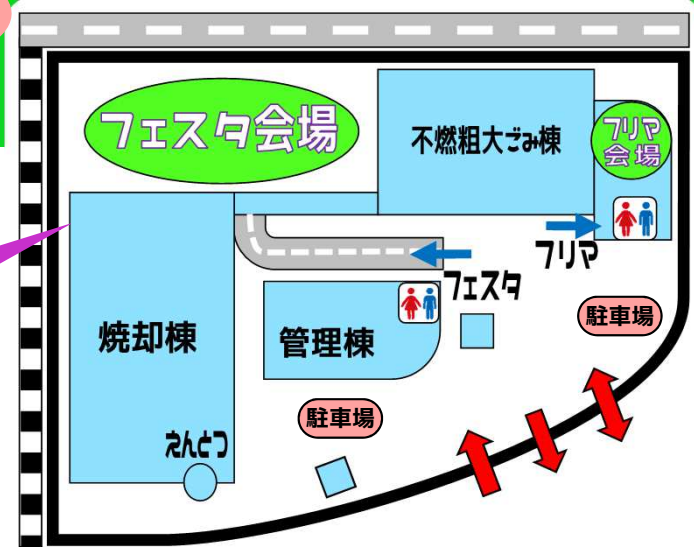 フェスタ会場
不燃粗大ごみ棟
フリマ
会場
フリマ
フェスタ
駐車場
焼却棟
管理棟
駐車場
えんとつ